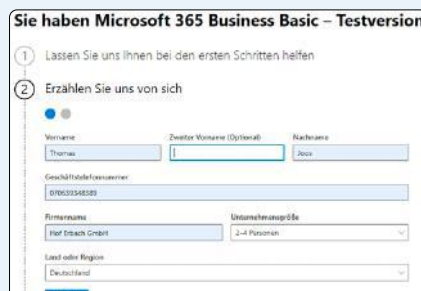 Sie haben Microsoft 365 Business Basic – Testversion
1 Lassen Sie uns Ihnen bei den ersten Schritten helfen
2 Erzählen Sie uns von sich
Vorname Zweiter Vorname (Optional) Nachname
Thomas Joos
Geschäftstelefonnummer
Firmenname Unternehmensgröße
Hof Erbach GmbH 2–4 Personen
Land oder Region
Deutschland